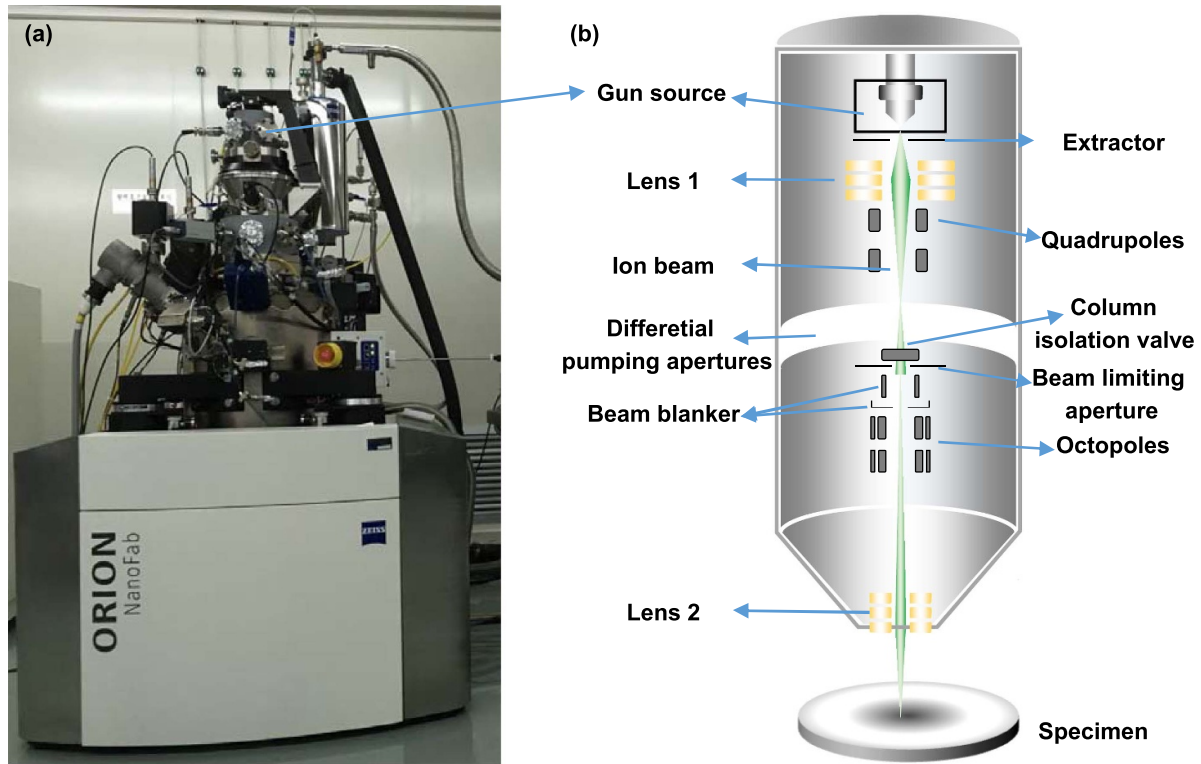 (a)
ORION
NanoFab
ZEISS
(b)
Gun source
Extractor
Lens 1
Quadrupoles
Ion beam
Column
isolation valve
Differetial
pumping apertures
Beam limiting
aperture
Beam blanker
Octopoles
Lens 2
Specimen